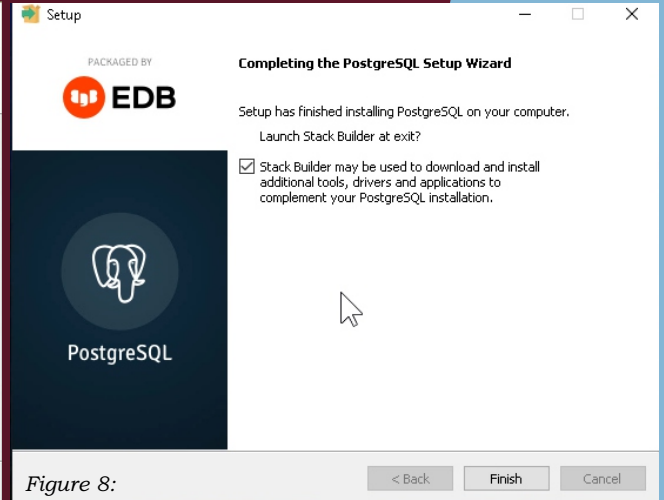 Setup
PACKAGED BY
EDB
Completing the PostgreSQL Setup Wizard
Setup has finished installing PostgreSQL on your computer.
Launch Stack Builder at exit?
Stack Builder may be used to download and install
additional tools, drivers and applications to
complement your PostgreSQL installation.
PostgreSQL
< Back
Finish
Cancel
Figure 8: